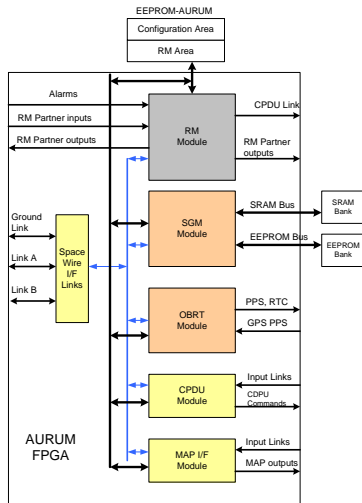 EEPROM-AURUM
Configuration Area
RM Area
Alarms
RM Partner inputs
RM Partner outputs
RM
Module
CPDU Link
RM Partner
outputs
Ground
Link
Link A
Link B
Space
Wire
I/F
Links
SGM
Module
SRAM Bus
EEPROM Bus
SRAM
Bank
EEPROM
Bank
OBRT
Module
PPS, RTC
GPS PPS
CPDU
Module
Input Links
CDPU
Commands
MAP I/F
Module
Input Links
MAP outputs
AURUM
FPGA